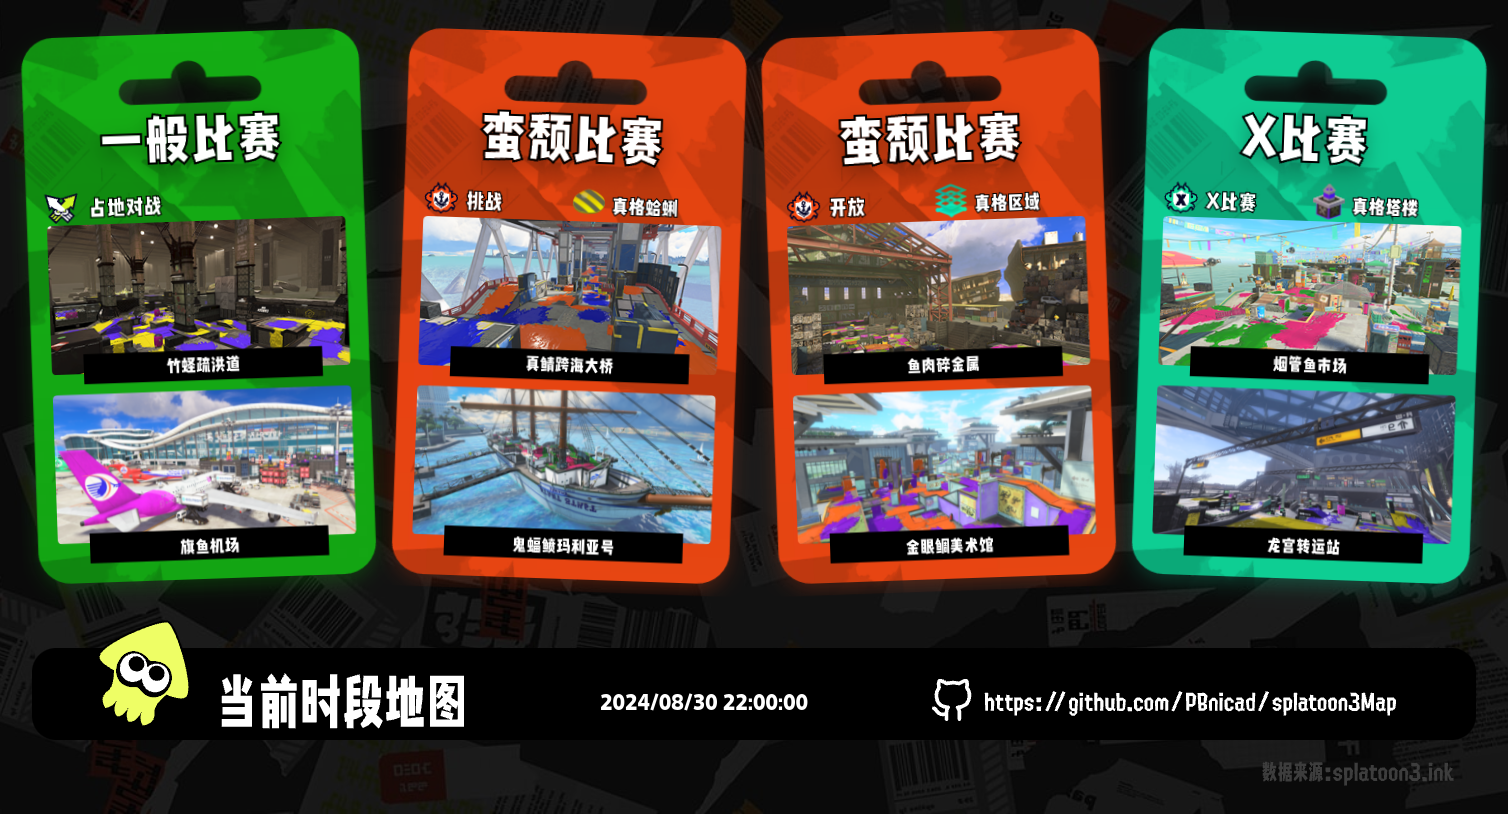 一般比赛
占地对战
竹蛏疏洪道
旗鱼机场
蛮颓比赛
挑战
真格蛤蜊
真鲭跨海大桥
鬼蝠鲼玛利亚号
蛮颓比赛
开放
真格区域
鱼肉碎金属
金眼鲷美术馆
X比赛
X比赛
真格塔楼
烟管鱼市场
龙宫转运站
当前时段地图
2024/08/30 22:00:00
https://github.com/PBnicad/splatoon3Map
数据来源:splatoon3.ink